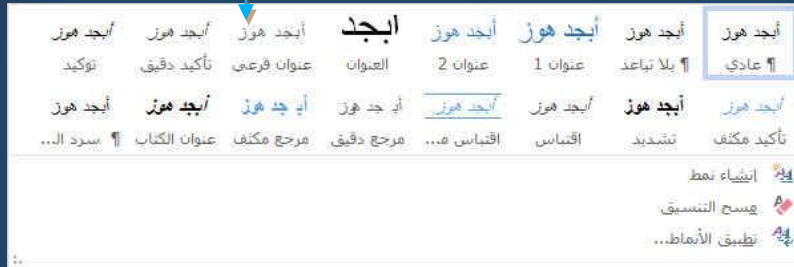 أبجد هوز أبجد هوز أبجد هوز أبجد هوز ابجد أبجد هوز أبجد هوز أبجد هوز
¶ عادي ¶ بلا تباعد عنوان 1 عنوان 2 العنوان عنوان فرعي تأكيد دقيق توكيد
أبجد هوز أبجد هوز أبجد هوز أبجد هوز أبجد هوز أبجد هوز أبجد هوز أبجد هوز
تأكيد مكثف تشديد اقتباس اقتباس م... مرجع دقيق مرجع مكثف عنوان الكتاب ¶ سرد ال...
إنشاء نمط
مسح التنسيق
تطبيق الأنماط...